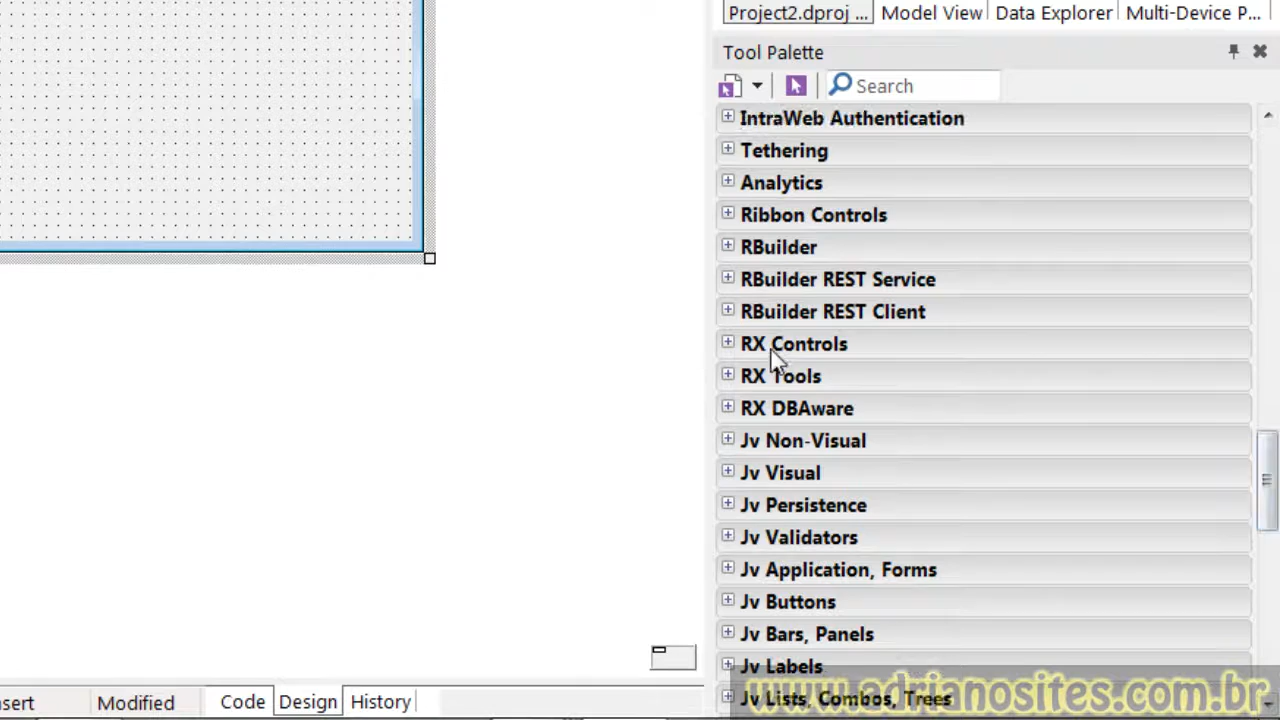 Project2.dproj ... Model View Data Explorer Multi-Device P...
Tool Palette
Search
IntraWeb Authentication
Tethering
Analytics
Ribbon Controls
RBuilder
RBuilder REST Service
RBuilder REST Client
RX Controls
RX Tools
RX DBAware
Jv Non-Visual
Jv Visual
Jv Persistence
Jv Validators
Jv Application, Forms
Jv Buttons
Jv Bars, Panels
Jv Labels
Jv Lists, Combos, Trees
www.adrianosites.com.br
Modified Code Design History